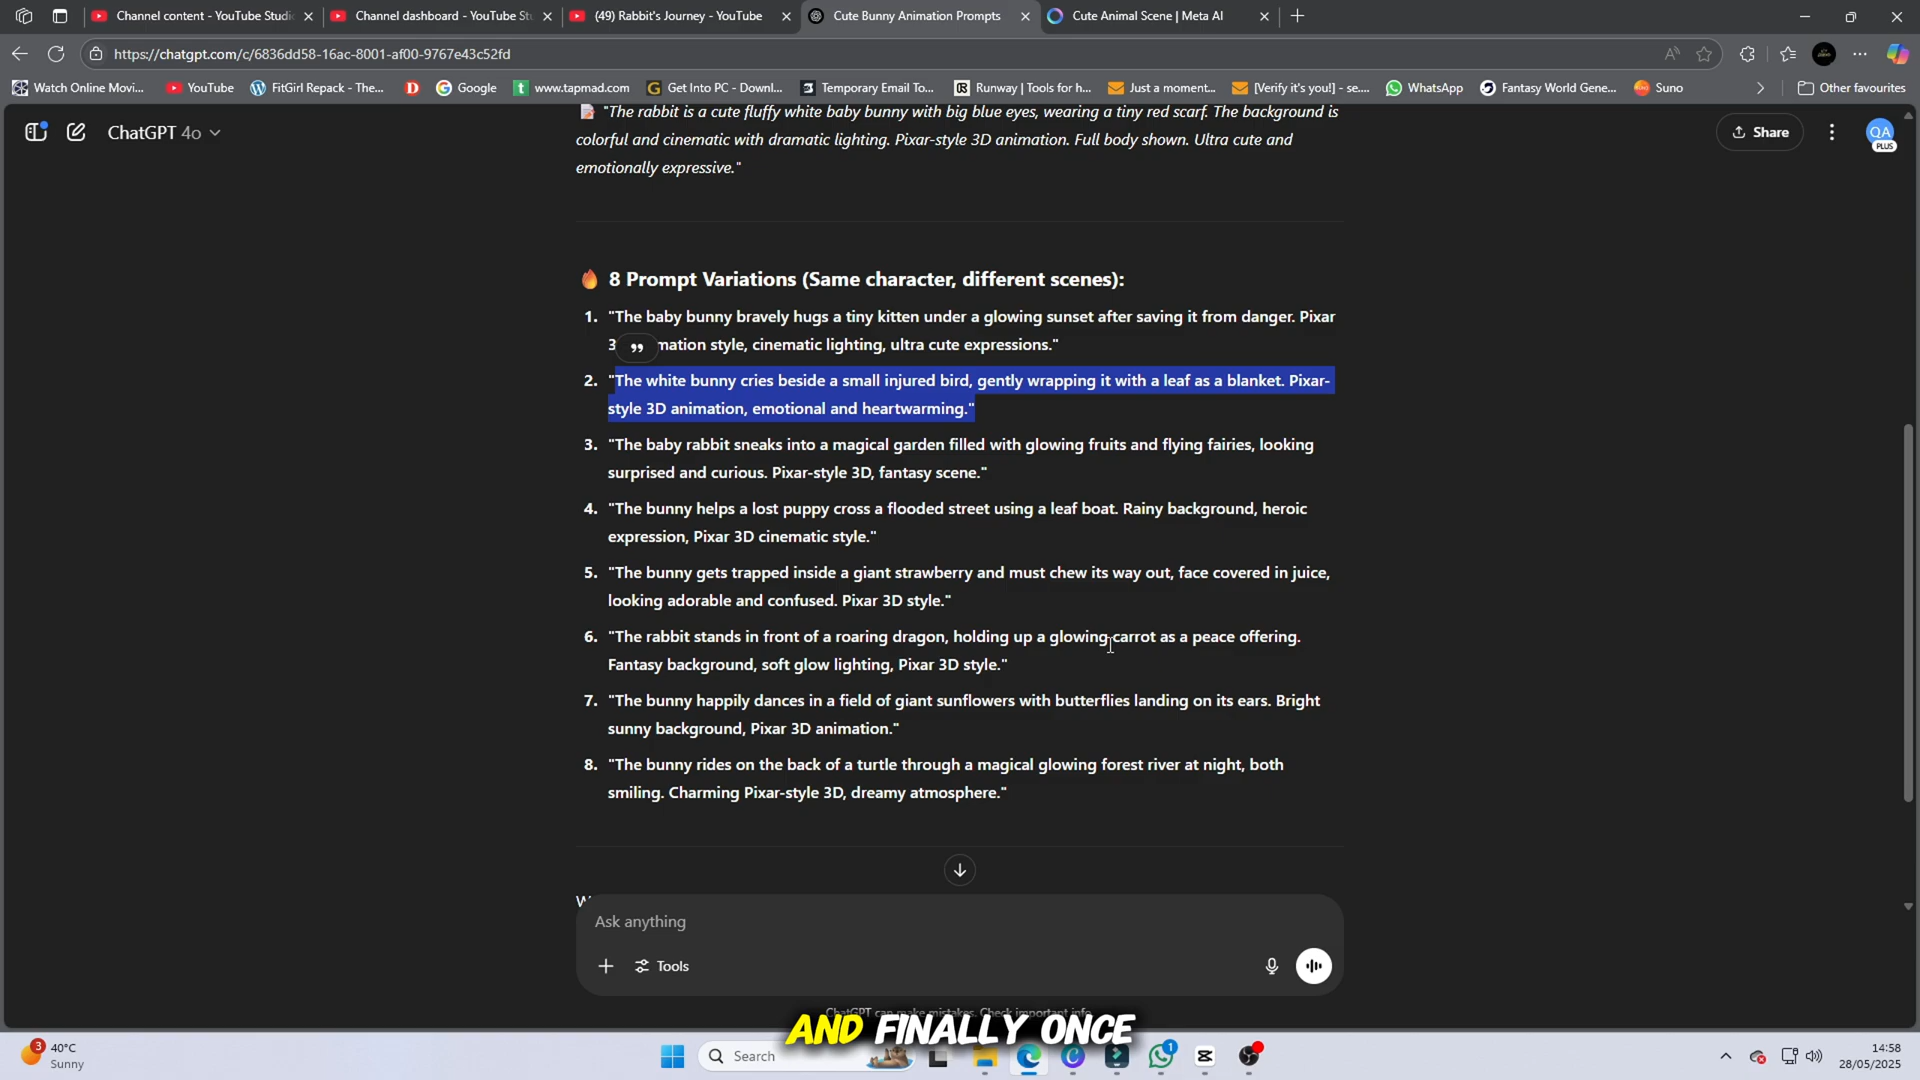 Channel content - YouTube Studi
Channel dashboard - YouTube St
(49) Rabbit's Journey - YouTube
Cute Bunny Animation Prompts
Cute Animal Scene | Meta AI
https://chatgpt.com/c/6836dd58-16ac-8001-af00-9767e43c52fd
Watch Online Movi...
YouTube
FitGirl Repack - The...
Google
www.tapmad.com
Get Into PC - Downl...
Temporary Email To...
Runway | Tools for h...
Just a moment...
[Verify it's you!] - se...
WhatsApp
Fantasy World Gene...
Suno
Other favourites
ChatGPT 4o
Share
QA
PLUS
"The rabbit is a cute fluffy white baby bunny with big blue eyes, wearing a tiny red scarf. The background is
colorful and cinematic with dramatic lighting. Pixar-style 3D animation. Full body shown. Ultra cute and
emotionally expressive."
8 Prompt Variations (Same character, different scenes):
1. "The baby bunny bravely hugs a tiny kitten under a glowing sunset after saving it from danger. Pixar
3 mation style, cinematic lighting, ultra cute expressions."
2. "The white bunny cries beside a small injured bird, gently wrapping it with a leaf as a blanket. Pixar-
style 3D animation, emotional and heartwarming."
3. "The baby rabbit sneaks into a magical garden filled with glowing fruits and flying fairies, looking
surprised and curious. Pixar-style 3D, fantasy scene."
4. "The bunny helps a lost puppy cross a flooded street using a leaf boat. Rainy background, heroic
expression, Pixar 3D cinematic style."
5. "The bunny gets trapped inside a giant strawberry and must chew its way out, face covered in juice,
looking adorable and confused. Pixar 3D style."
6. "The rabbit stands in front of a roaring dragon, holding up a glowing carrot as a peace offering.
Fantasy background, soft glow lighting, Pixar 3D style."
7. "The bunny happily dances in a field of giant sunflowers with butterflies landing on its ears. Bright
sunny background, Pixar 3D animation."
8. "The bunny rides on the back of a turtle through a magical glowing forest river at night, both
smiling. Charming Pixar-style 3D, dreamy atmosphere."
Ask anything
Tools
ChatGPT can make mistakes. Check important info.
AND FINALLY ONCE
3
40°C
Sunny
Search
1
14:58
28/05/2025